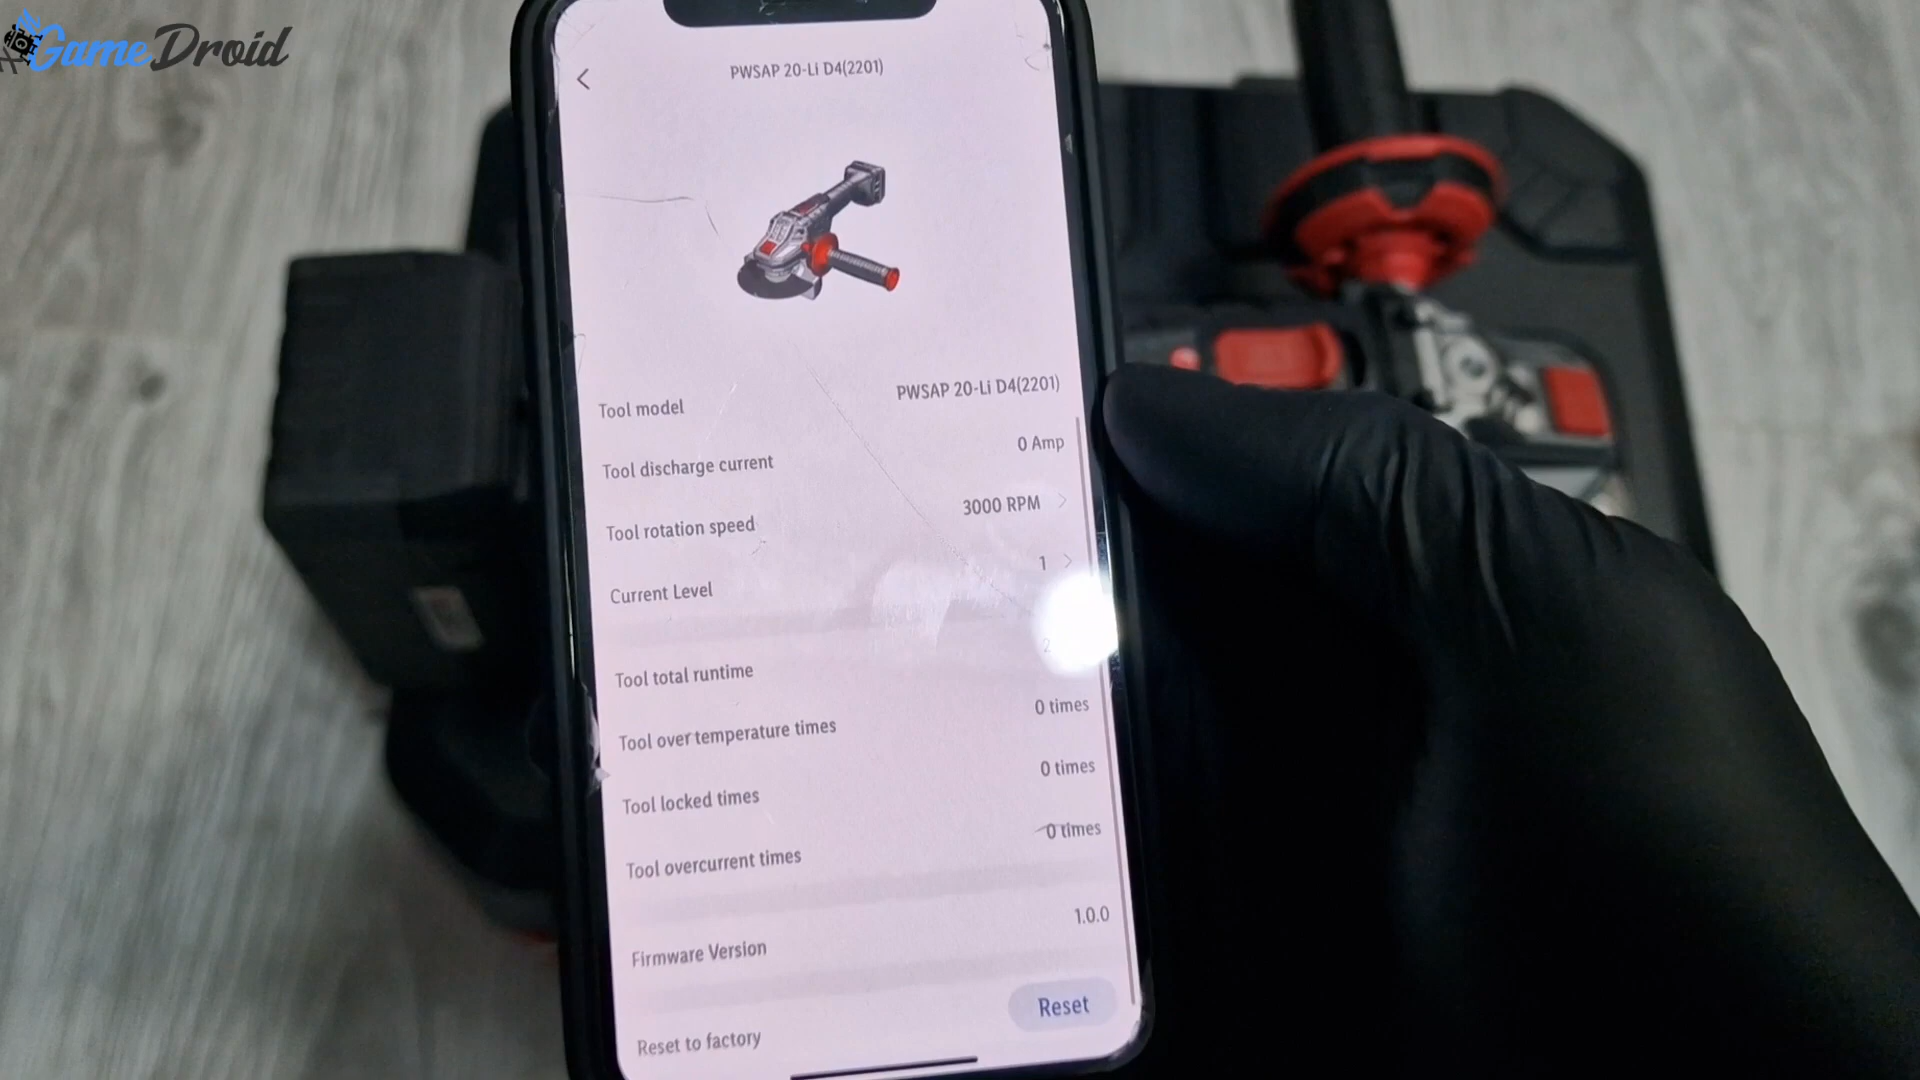 GameDroid
PWSAP 20-Li D4(2201)
Tool model PWSAP 20-Li D4(2201)
Tool discharge current 0 Amp
Tool rotation speed 3000 RPM
Current Level 1
Tool total runtime 2
Tool over temperature times 0 times
Tool locked times 0 times
Tool overcurrent times 0 times
Firmware Version 1.0.0
Reset to factory Reset